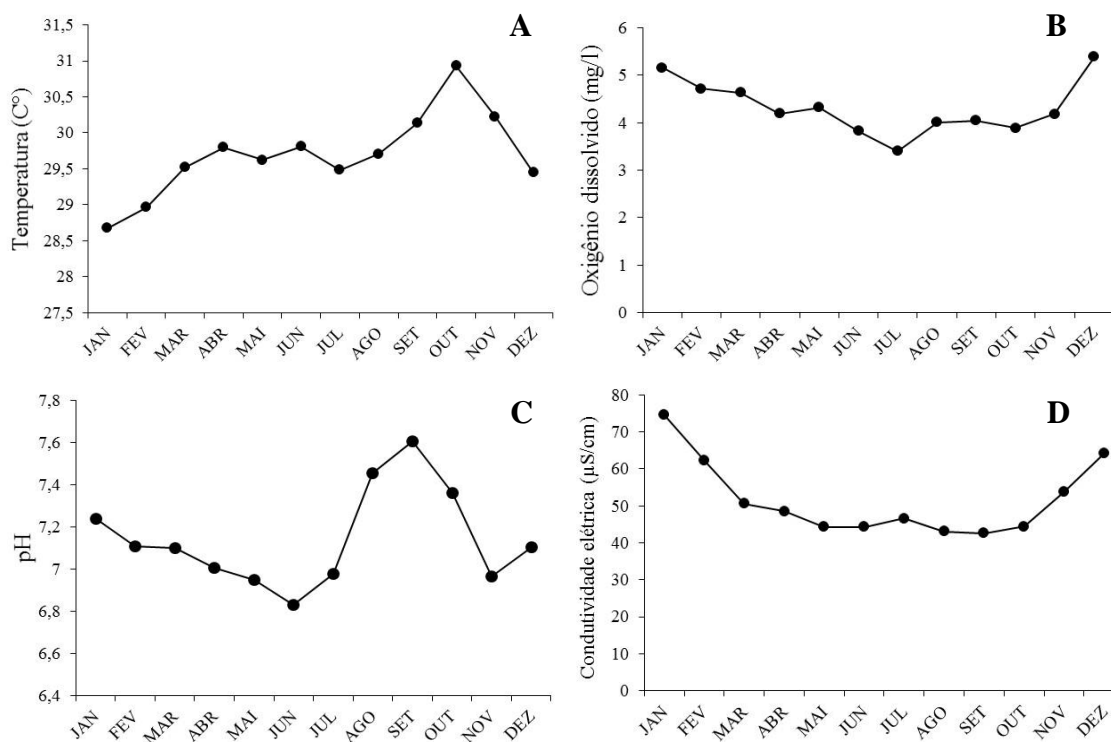 A
Temperatura (C°)
31,5
31
30,5
30
29,5
29
28,5
28
27,5
JAN FEV MAR ABR MAI JUN JUL AGO SET OUT NOV DEZ
B
Oxigênio dissolvido (mg/l)
6
5
4
3
2
1
0
JAN FEV MAR ABR MAI JUN JUL AGO SET OUT NOV DEZ
C
pH
7,8
7,6
7,4
7,2
7
6,8
6,6
6,4
JAN FEV MAR ABR MAI JUN JUL AGO SET OUT NOV DEZ
D
Condutividade elétrica (µS/cm)
80
70
60
50
40
30
20
10
0
JAN FEV MAR ABR MAI JUN JUL AGO SET OUT NOV DEZ